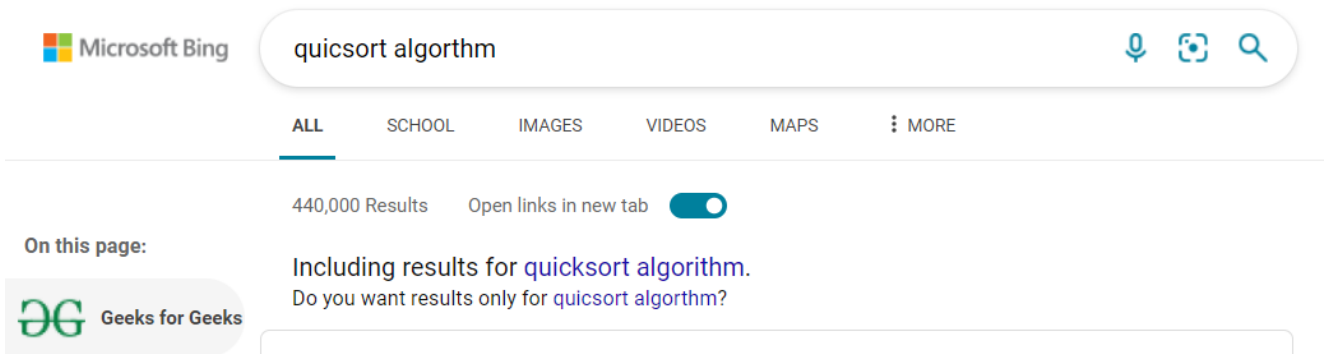 Microsoft Bing
quicsort algorthm
ALL SCHOOL IMAGES VIDEOS MAPS MORE
440,000 Results Open links in new tab
On this page:
Including results for quicksort algorithm.
Do you want results only for quicsort algorthm?
Geeks for Geeks